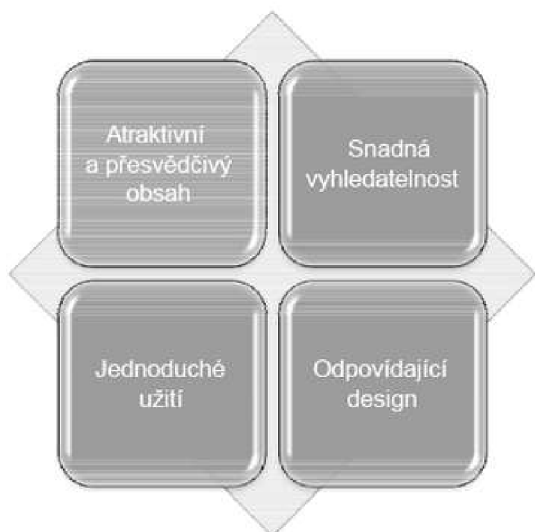 Atraktivní
a přesvědčivý
obsah
Snadná
vyhledatelnost
Jednoduché
užití
Odpovídající
design